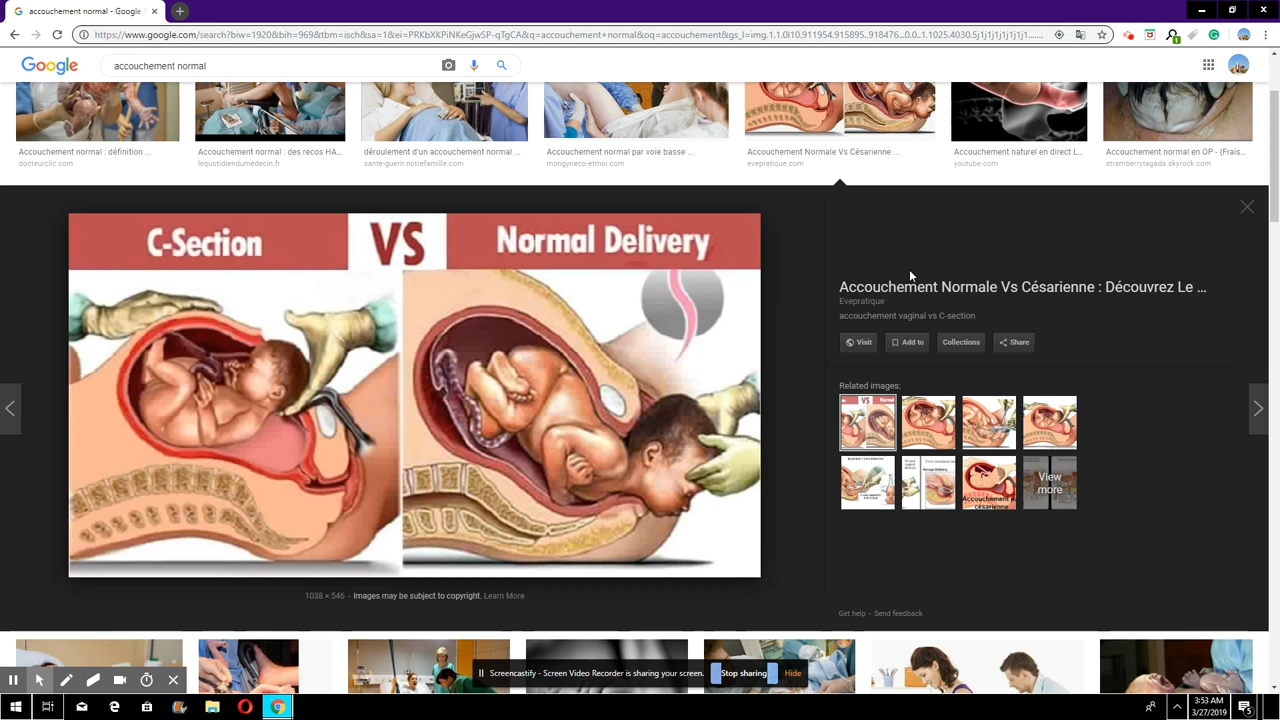 accouchement normal - Google
https://www.google.com/search?biw=1920&bih=969&tbm=isch&sa=1&ei=PRKbXKPiNKeGjwSP-qTgCA&q=accouchement+normal&oq=accouchement&gs_l=img.1.1.0l10.911954.915895..918476...0.0..1.1025.4030.5j1j1j1j1j1j1......
Google
accouchement normal
Accouchement normal : définition ...
docteurclic.com
Accouchement normal : des recos HA...
lequotidiendumedecin.fr
déroulement d'un accouchement normal ...
sante-guerir.notrefamille.com
Accouchement normal par voie basse ...
mongyneco-etmoi.com
Accouchement Normale Vs Césarienne ...
evepratique.com
Accouchement naturel en direct L...
youtube.com
Accouchement normal en OP - {Frais...
stramberrytagada.skyrock.com
C-Section
VS
Normal Delivery
1038 × 546 - Images may be subject to copyright. Learn More
Accouchement Normale Vs Césarienne : Découvrez Le ...
Evepratique
accouchement vaginal vs C-section
Visit
Add to
Collections
Share
Related images:
VS
View more
césarienne
Get help - Send feedback
Screencastify - Screen Video Recorder is sharing your screen.
Stop sharing
Hide
3:53 AM
3/27/2019
5